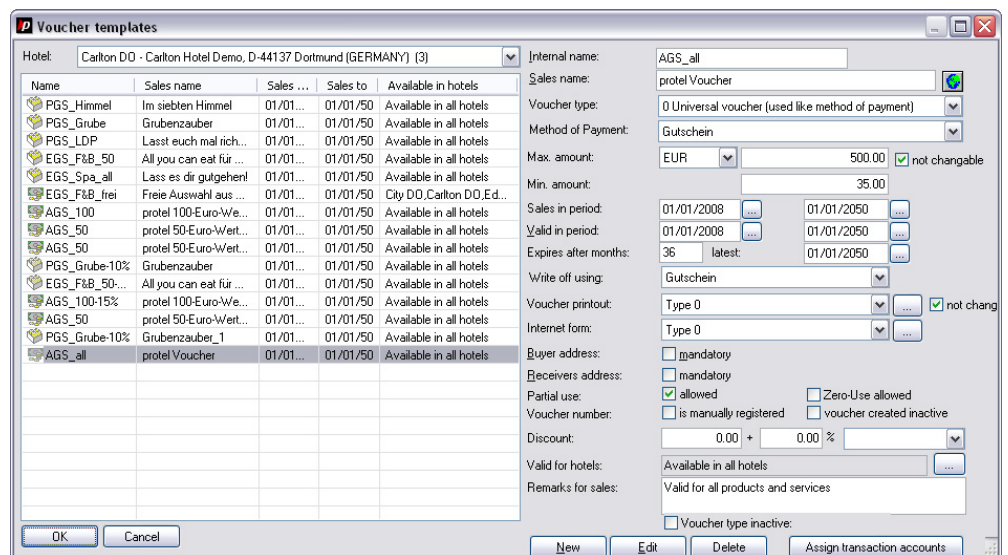 Voucher templates
Hotel: Carlton DO - Carlton Hotel Demo, D-44137 Dortmund (GERMANY) (3)
Name Sales name Sales ... Sales to Available in hotels
PGS_Himmel Im siebten Himmel 01/01... 01/01/50 Available in all hotels
PGS_Grube Grubenzauber 01/01... 01/01/50 Available in all hotels
PGS_LDP Lasst euch mal rich... 01/01... 01/01/50 Available in all hotels
EGS_F&B_50 All you can eat für ... 01/01... 01/01/50 Available in all hotels
EGS_Spa_all Lass es dir gutgehen! 01/01... 01/01/50 Available in all hotels
EGS_F&B_frei Freie Auswahl aus ... 01/01... 01/01/50 City DO,Carlton DO,Ed...
AGS_100 protel 100-Euro-We... 01/01... 01/01/50 Available in all hotels
AGS_50 protel 50-Euro-Wert... 01/01... 01/01/50 Available in all hotels
AGS_50 protel 50-Euro-Wert... 01/01... 01/01/50 Available in all hotels
PGS_Grube-10% Grubenzauber 01/01... 01/01/50 Available in all hotels
EGS_F&B_50-... All you can eat für ... 01/01... 01/01/50 Available in all hotels
AGS_100-15% protel 100-Euro-We... 01/01... 01/01/50 Available in all hotels
AGS_50 protel 50-Euro-Wert... 01/01... 01/01/50 Available in all hotels
PGS_Grube-10% Grubenzauber_1 01/01... 01/01/50 Available in all hotels
AGS_all protel Voucher 01/01... 01/01/50 Available in all hotels
OK Cancel
Internal name: AGS_all
Sales name: protel Voucher
Voucher type: 0 Universal voucher (used like method of payment)
Method of Payment: Gutschein
Max. amount: EUR 500.00 not changable
Min. amount: 35.00
Sales in period: 01/01/2008 ... 01/01/2050 ...
Valid in period: 01/01/2008 ... 01/01/2050 ...
Expires after months: 36 latest: 01/01/2050 ...
Write off using: Gutschein
Voucher printout: Type 0 ... not chang
Internet form: Type 0 ...
Buyer address: mandatory
Receivers address: mandatory
Partial use: allowed Zero-Use allowed
Voucher number: is manually registered voucher created inactive
Discount: 0.00 + 0.00 %
Valid for hotels: Available in all hotels ...
Remarks for sales: Valid for all products and services
Voucher type inactive:
New Edit Delete Assign transaction accounts